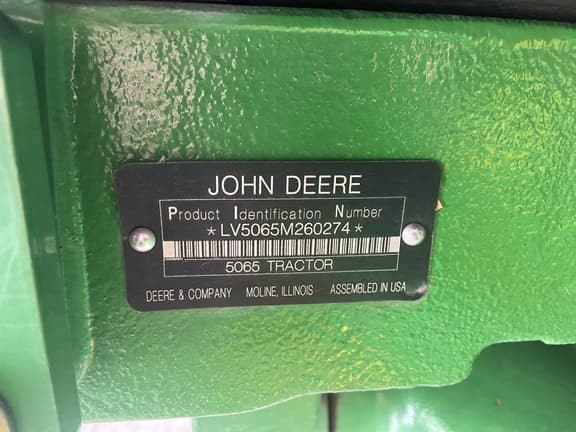 JOHN DEERE
Product Identification Number
*LV5065M260274*
5065 TRACTOR
DEERE & COMPANY MOLINE, ILLINOIS ASSEMBLED IN USA